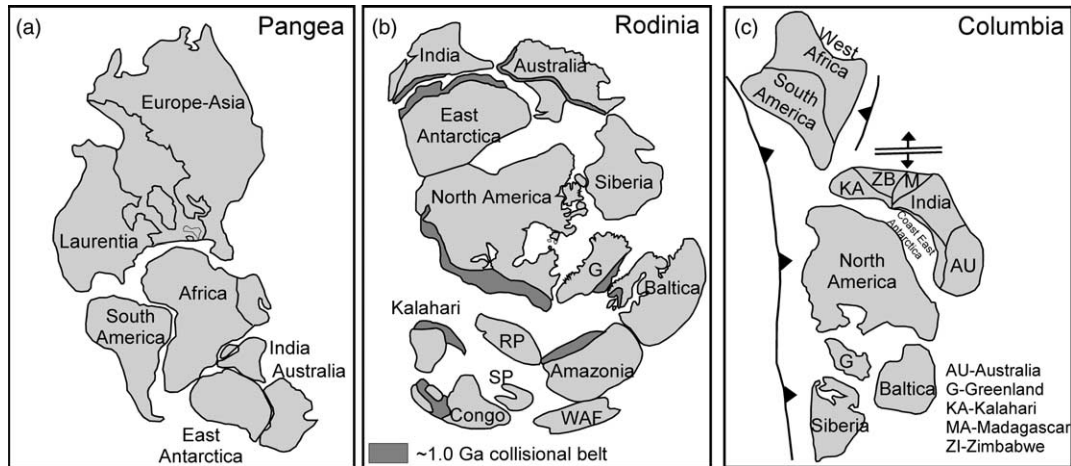 (a)
Pangea
Europe-Asia
Laurentia
Africa
South
America
India
Australia
East
Antarctica
(b)
Rodinia
India
Australia
East
Antarctica
North America
Siberia
G
Baltica
Kalahari
RP
Amazonia
SP
Congo
WAF
~1.0 Ga collisional belt
(c)
Columbia
West
Africa
South
America
KA
ZB
M
India
Coast East
Antarctica
AU
North
America
G
Baltica
Siberia
AU-Australia
G-Greenland
KA-Kalahari
MA-Madagascar
ZI-Zimbabwe